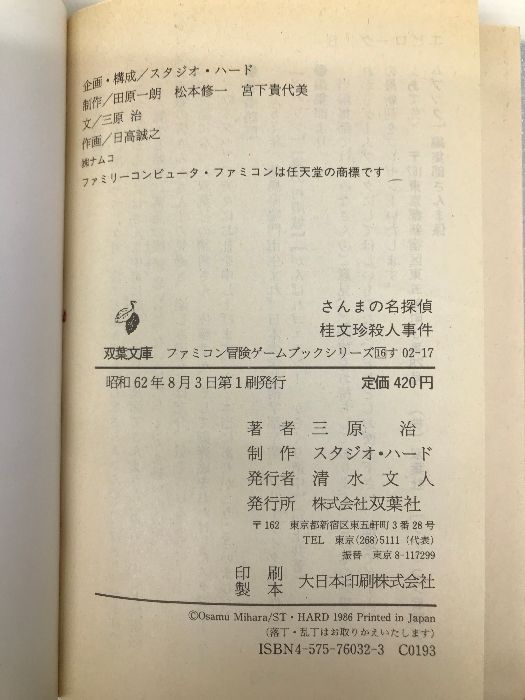 企画・構成／スタジオ・ハード
制作／田原一朗　松本修一　宮下貴代美
文／三原 治
作画／日高誠之
㈱ナムコ
ファミリーコンピュータ・ファミコンは任天堂の商標です
さんまの名探偵
桂文珍殺人事件
双葉文庫　ファミコン冒険ゲームブックシリーズ16す 02-17
昭和 62年 8月 3日第 1 刷発行　定価 420円
著 者　三 原　治
制 作　スタジオ・ハード
発行者　清 水 文 人
発行所　株式会社双葉社
〒162　東京都新宿区東五軒町 3 番 28 号
TEL　東京(268)5111 (代表)
振替　東京 8-117299
印 刷
製 本　大日本印刷株式会社
©Osamu Mihara/ST・HARD 1986 Printed in Japan
(落丁・乱丁はお取りかえいたします)
ISBN4-575-76032-3　C0193